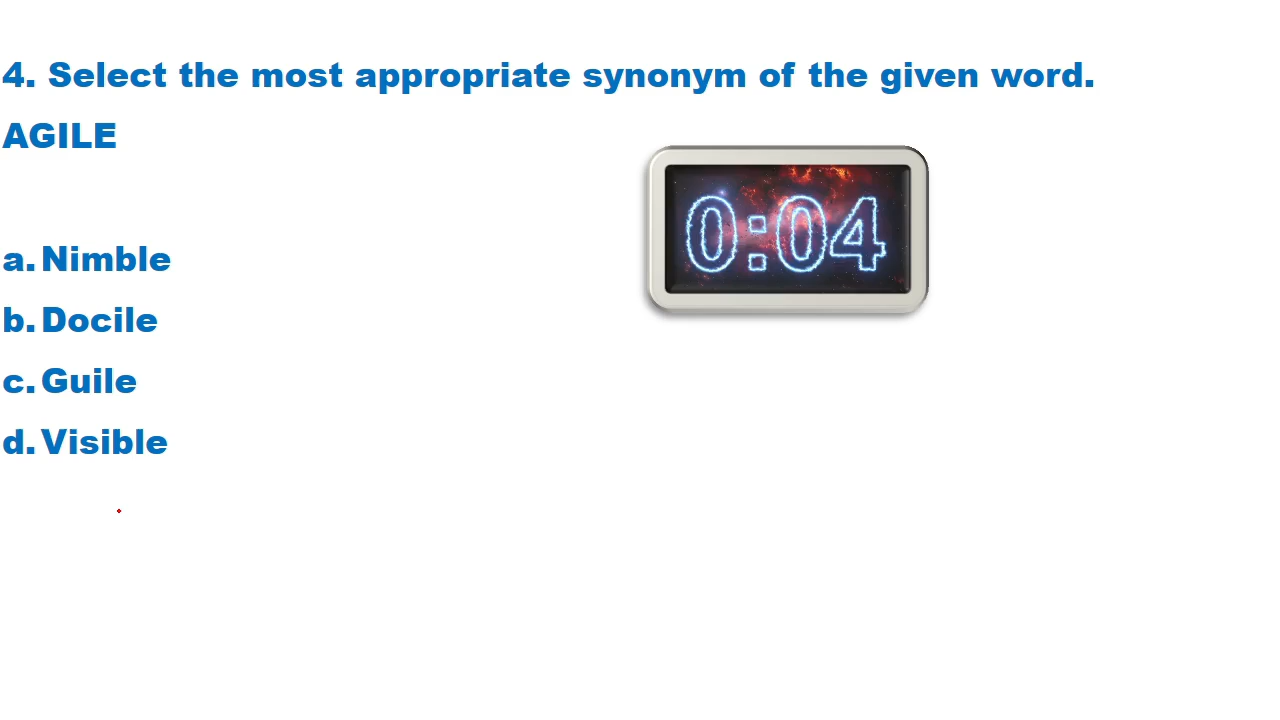 4. Select the most appropriate synonym of the given word.
AGILE
0:04
a. Nimble
b. Docile
c. Guile
d. Visible